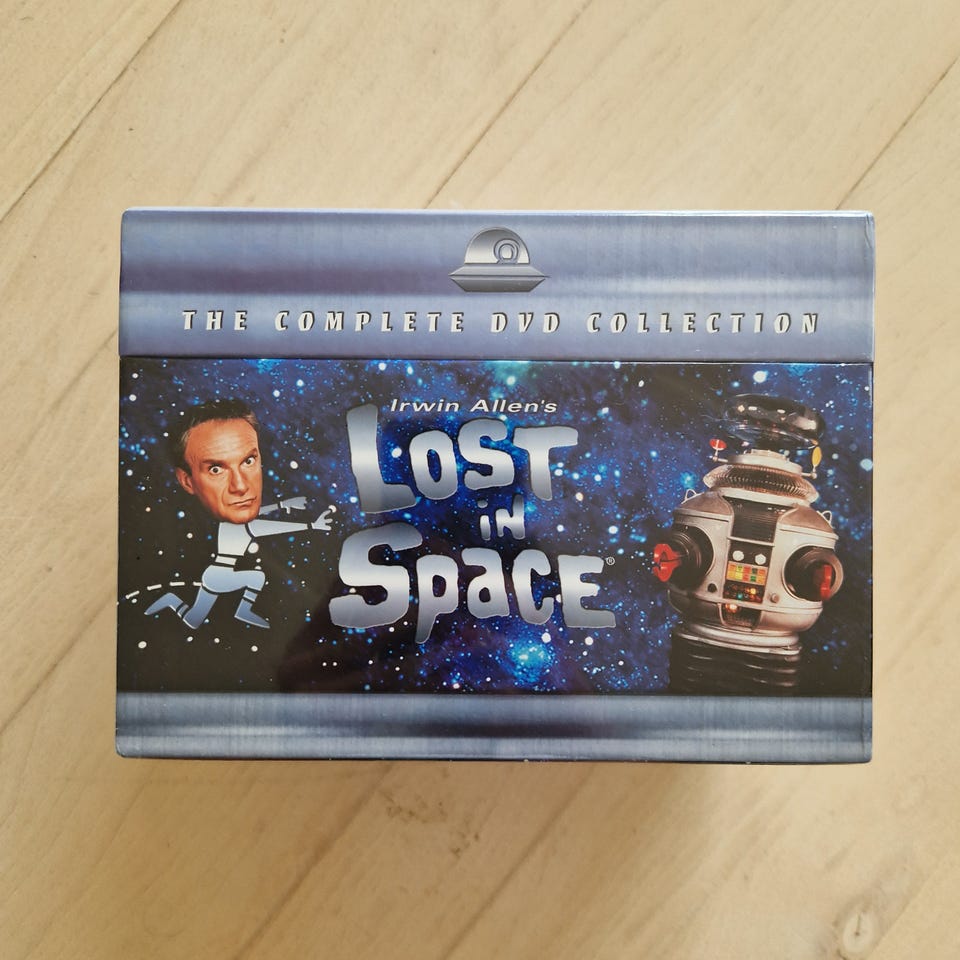 THE COMPLETE DVD COLLECTION
Irwin Allen's
LOST
iN
SpacE®